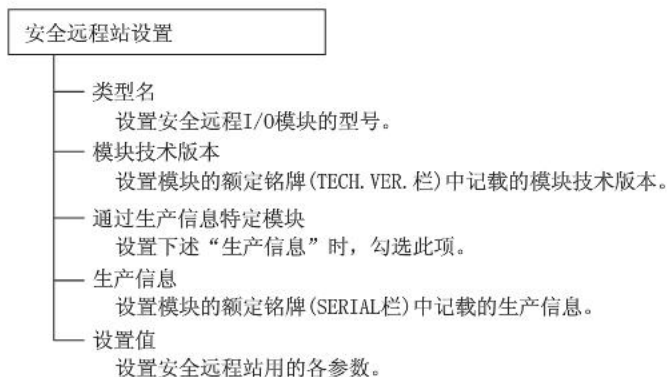 安全远程站设置
类型名
设置安全远程I/O模块的型号。
模块技术版本
设置模块的额定铭牌(TECH.VER.栏)中记载的模块技术版本。
通过生产信息特定模块
设置下述“生产信息”时，勾选此项。
生产信息
设置模块的额定铭牌(SERIAL栏)中记载的生产信息。
设置值
设置安全远程站用的各参数。